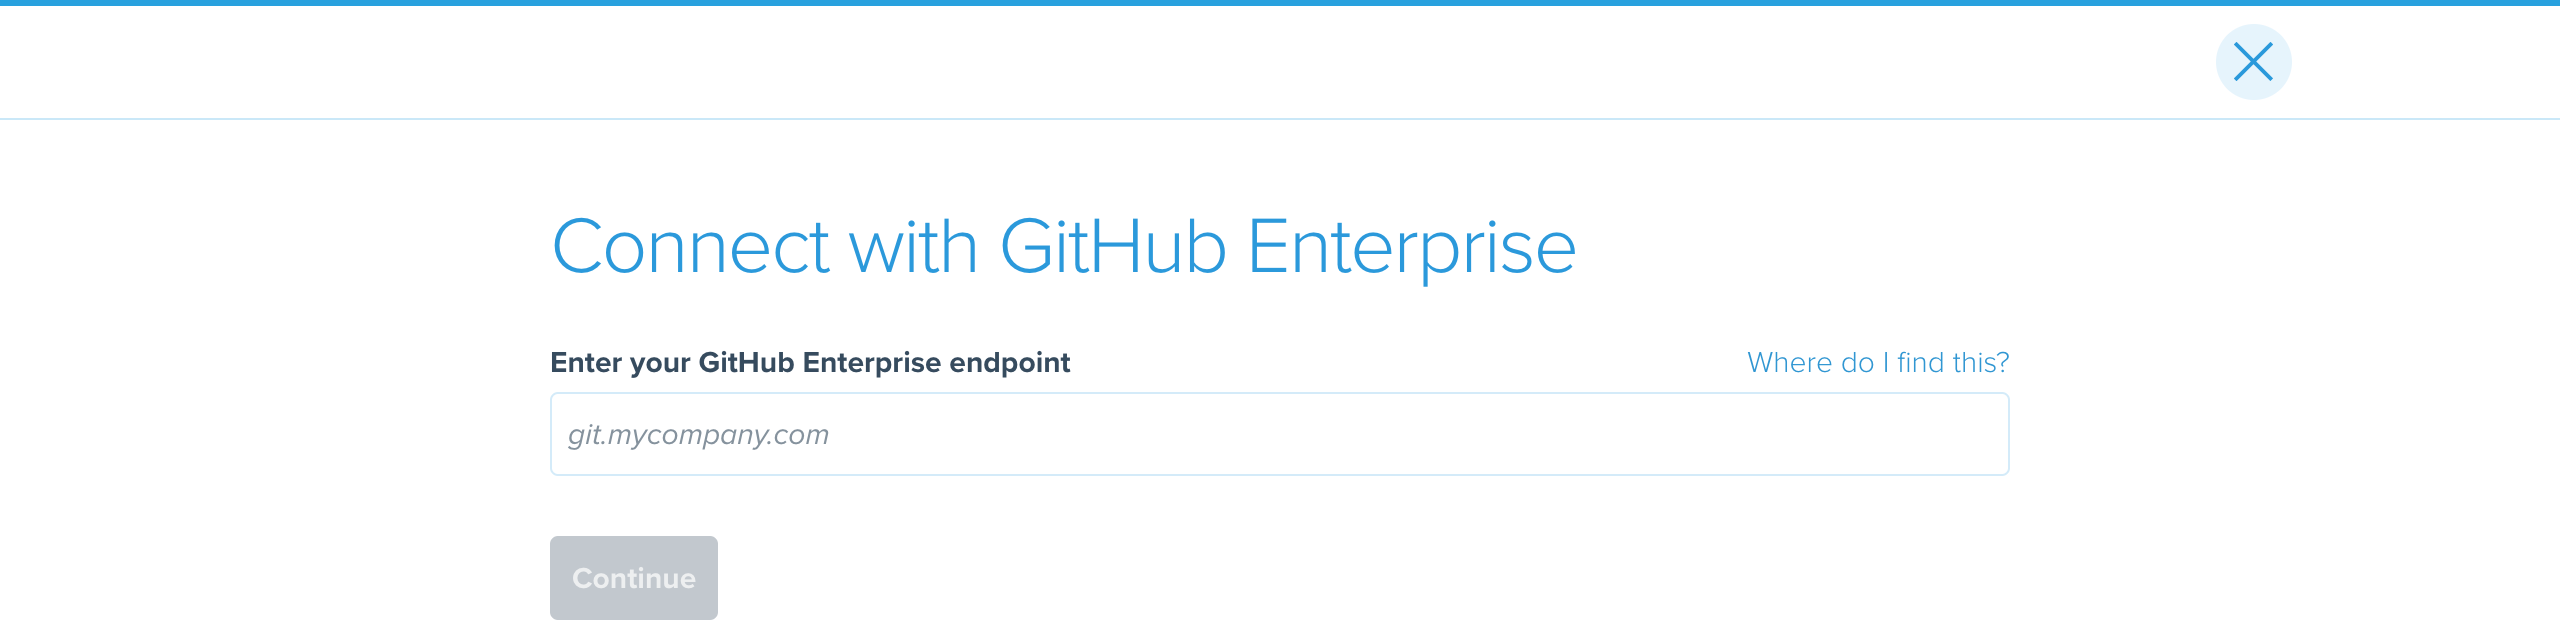 Connect with GitHub Enterprise
Enter your GitHub Enterprise endpoint
Where do I find this?
git.mycompany.com
Continue